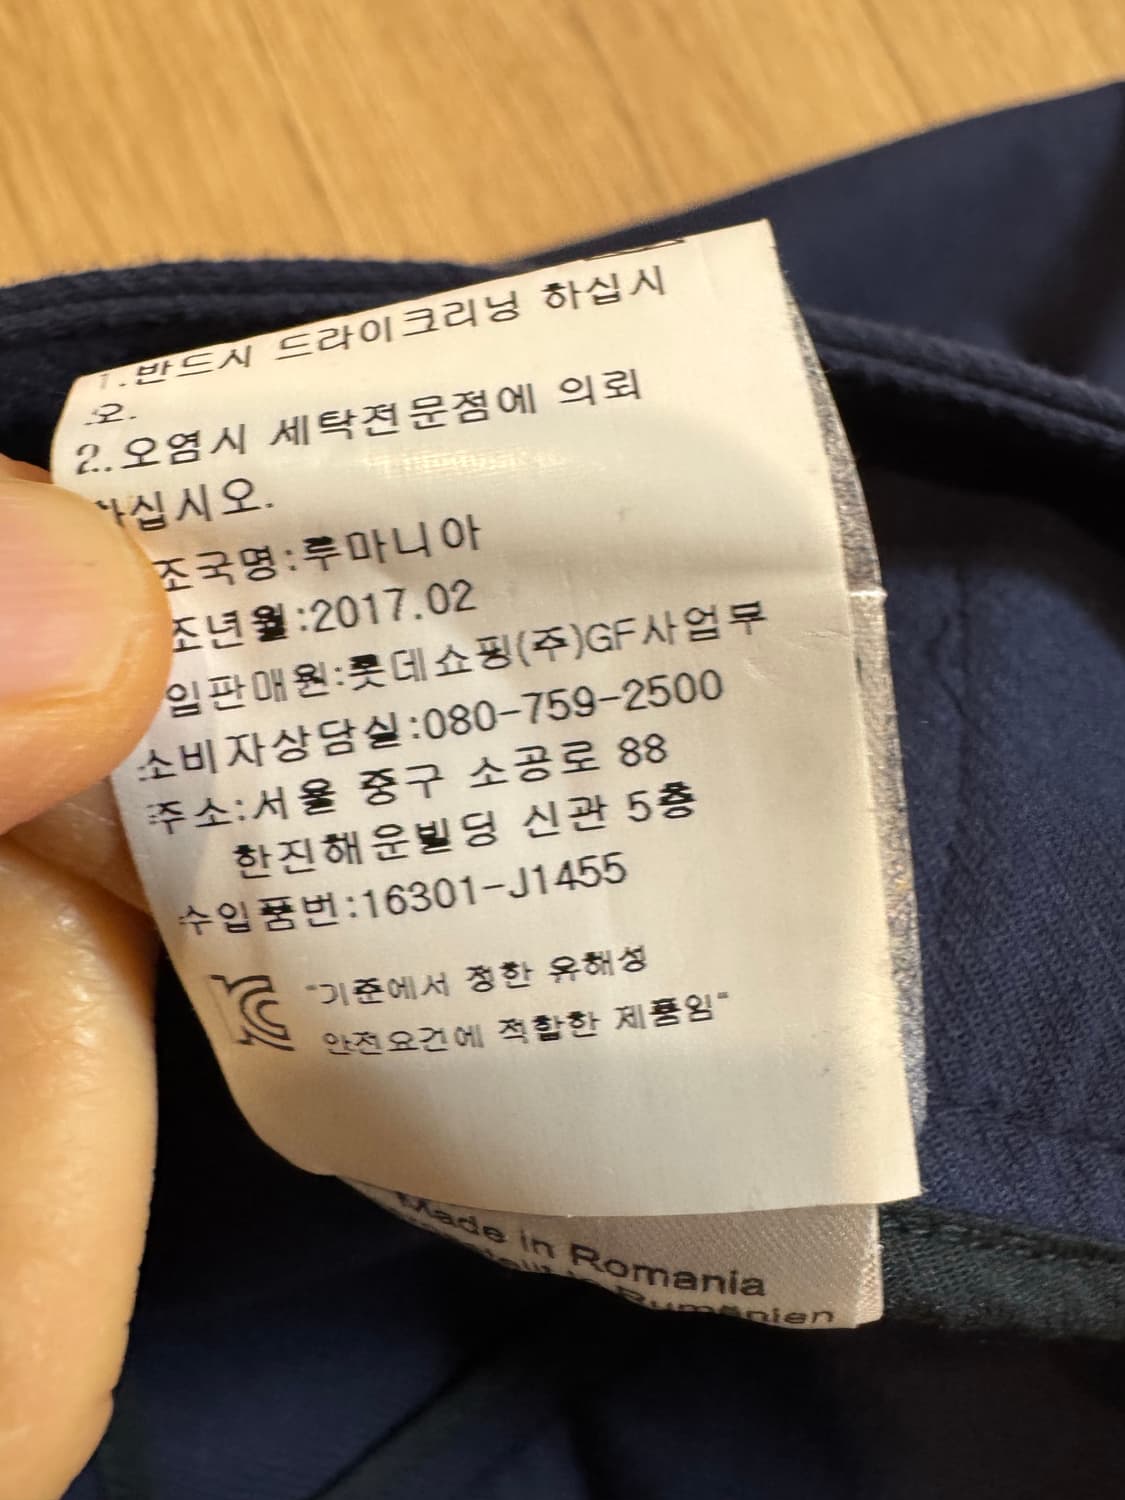 1.반드시 드라이크리닝 하십시
오.
2.오염시 세탁전문점에 의뢰
하십시오.
조국명:루마니아
조년월:2017.02
입판매원:롯데쇼핑(주)GF사업부
소비자상담실:080-759-2500
주소:서울 중구 소공로 88
한진해운빌딩 신관 5층
수입품번:16301-J1455
"기준에서 정한 유해성
안전요건에 적합한 제품임"
Made in Romania
in Rumänien